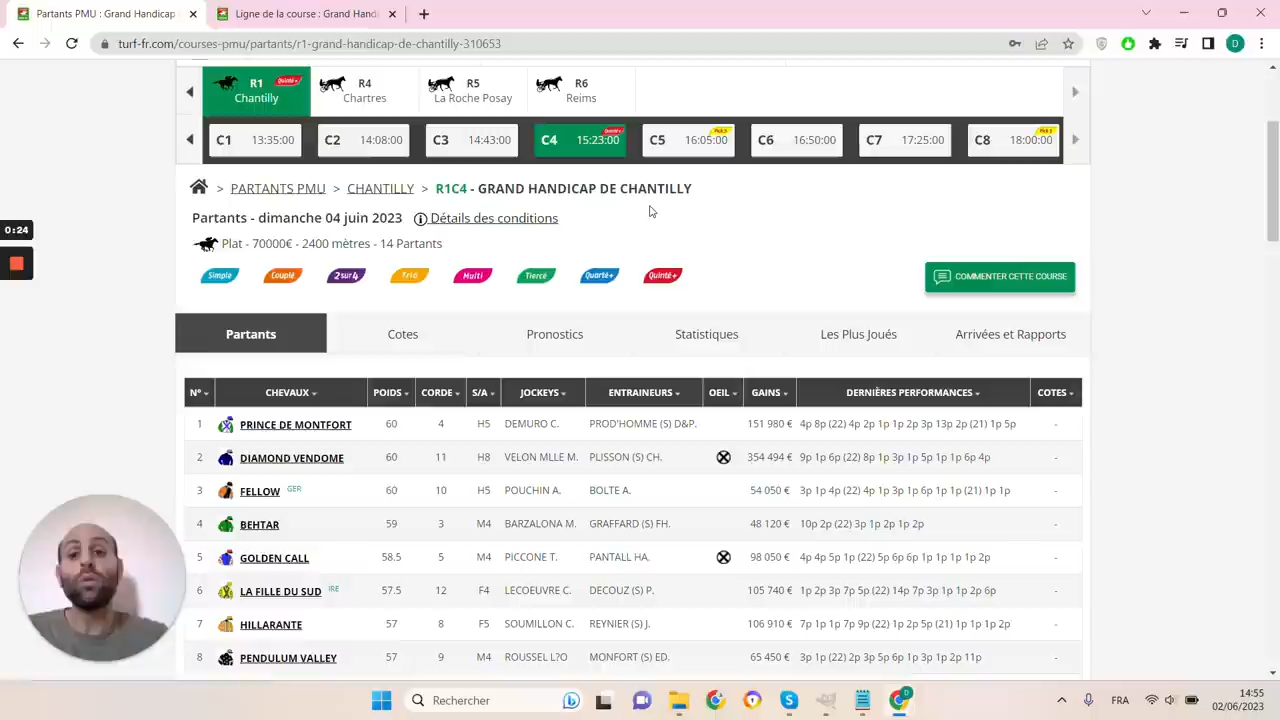 Partants PMU : Grand Handicap
Ligne du Grand Handicap de
turf-fr.com/courses-pmu/partants/r1-grand-handicap-de-chantilly-310653
R1 Quinté+
Chantilly
R4
Chartres
R5
La Roche Posay
R6
Reims
C1 13:35:00
C2 14:08:00
C3 14:43:00
C4 15:23:00 Quinté+
C5 16:05:00 Pick 5
C6 16:50:00
C7 17:25:00
C8 18:00:00 Pick 5
> PARTANTS PMU > CHANTILLY > R1C4 - GRAND HANDICAP DE CHANTILLY
Partants - dimanche 04 juin 2023 Détails des conditions
0:24
Plat - 70000€ - 2400 mètres - 14 Partants
Simple Couplé 2sur4 Trio Multi Tiercé Quarté+ Quinté+
COMMENTER CETTE COURSE
Partants Cotes Pronostics Statistiques Les Plus Joués Arrivées et Rapports
N° CHEVAUX POIDS CORDE S/A JOCKEYS ENTRAINEURS OEIL GAINS DERNIÈRES PERFORMANCES COTES
1 PRINCE DE MONTFORT 60 4 H5 DEMURO C. PROD'HOMME (S) D&P. 151 980 € 4p 8p (22) 4p 2p 1p 1p 2p 3p 13p 2p (21) 1p 5p -
2 DIAMOND VENDOME 60 11 H8 VELON MLLE M. PLISSON (S) CH. 354 494 € 9p 1p 6p (22) 8p 1p 3p 1p 5p 1p 1p 6p 4p -
3 FELLOW GER 60 10 H5 POUCHIN A. BOLTE A. 54 050 € 3p 1p 4p (22) 4p 1p 3p 1p 6p 1p 1p (21) 1p 1p -
4 BEHTAR 59 3 M4 BARZALONA M. GRAFFARD (S) FH. 48 120 € 10p 2p (22) 3p 1p 2p 1p 2p -
5 GOLDEN CALL 58.5 5 M4 PICCONE T. PANTALL HA. 98 050 € 4p 4p 5p 1p (22) 5p 6p 6p 1p 1p 1p 1p 2p -
6 LA FILLE DU SUD IRE 57.5 12 F4 LECOEUVRE C. DECOUZ (S) P. 105 740 € 1p 2p 3p 7p 5p (22) 14p 7p 3p 1p 1p 2p 6p -
7 HILLARANTE 57 8 F5 SOUMILLON C. REYNIER (S) J. 106 910 € 7p 1p 1p 7p 9p (22) 1p 2p 5p (21) 1p 1p 1p 2p -
8 PENDULUM VALLEY 57 9 M4 ROUSSEL L?O MONFORT (S) ED. 65 450 € 3p 1p (22) 2p 3p 5p 6p 1p 3p 1p 2p 11p -
Rechercher
FRA
14:55
02/06/2023